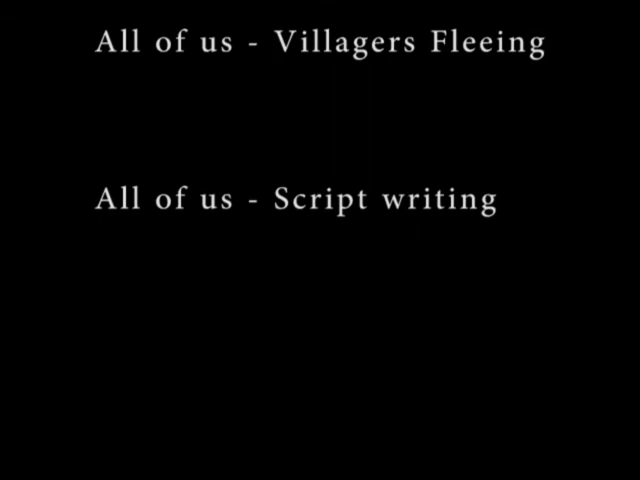 All of us - Villagers Fleeing
All of us - Script writing